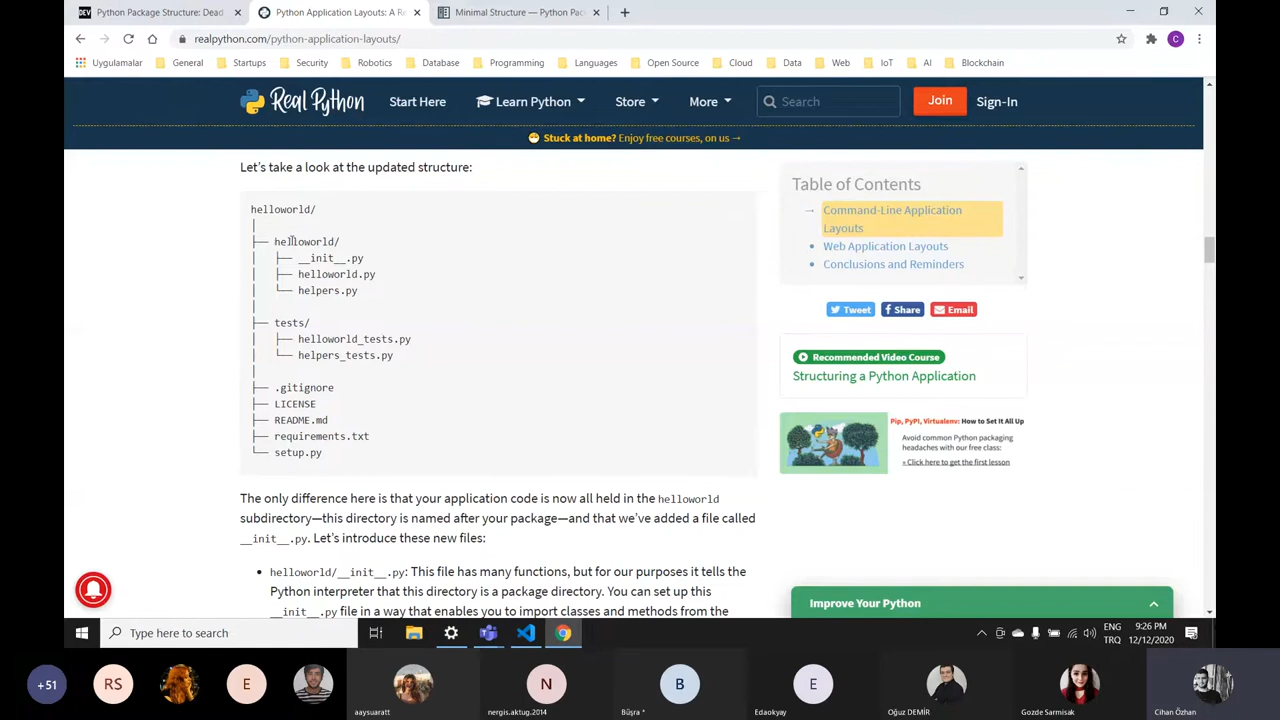 DEV Python Package Structure: Dead
Python Application Layouts: A R
Minimal Structure — Python Pac
realpython.com/python-application-layouts/
C
Uygulamalar General Startups Security Robotics Database Programming Languages Open Source Cloud Data Web IoT AI Blockchain
Real Python
Start Here
Learn Python
Store
More
Search
Join
Sign-In
Stuck at home? Enjoy free courses, on us →
Let's take a look at the updated structure:
helloworld/
│
├── helloworld/
│   ├── __init__.py
│   ├── helloworld.py
│   └── helpers.py
│
├── tests/
│   ├── helloworld_tests.py
│   └── helpers_tests.py
│
├── .gitignore
├── LICENSE
├── README.md
├── requirements.txt
└── setup.py
The only difference here is that your application code is now all held in the helloworld
subdirectory—this directory is named after your package—and that we've added a file called
__init__.py. Let's introduce these new files:
• helloworld/__init__.py: This file has many functions, but for our purposes it tells the
Python interpreter that this directory is a package directory. You can set up this
__init__.py file in a way that enables you to import classes and methods from the
Table of Contents
→ Command-Line Application
Layouts
• Web Application Layouts
• Conclusions and Reminders
Tweet Share Email
Recommended Video Course
Structuring a Python Application
Pip, PyPI, Virtualenv: How to Set It All Up
Avoid common Python packaging
headaches with our free class:
» Click here to get the first lesson
Improve Your Python
Type here to search
ENG
TRQ
9:26 PM
12/12/2020
+51
RS
E
N
B
E
aaysuaratt
nergis.aktug.2014
Büşra *
Edaokyay
Oğuz DEMİR
Gozde Sarmisak
Cihan Özhan